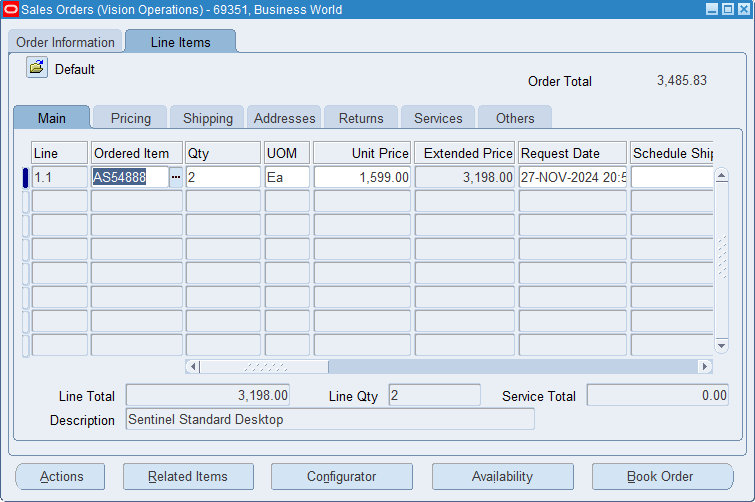 Sales Orders (Vision Operations) - 69351, Business World
Order Information Line Items
Default
Order Total 3,485.83
Main Pricing Shipping Addresses Returns Services Others
Line Ordered Item Qty UOM Unit Price Extended Price Request Date Schedule Ship
1.1 AS54888 ... 2 Ea 1,599.00 3,198.00 27-NOV-2024 20:5
Line Total 3,198.00 Line Qty 2 Service Total 0.00
Description Sentinel Standard Desktop
Actions Related Items Configurator Availability Book Order